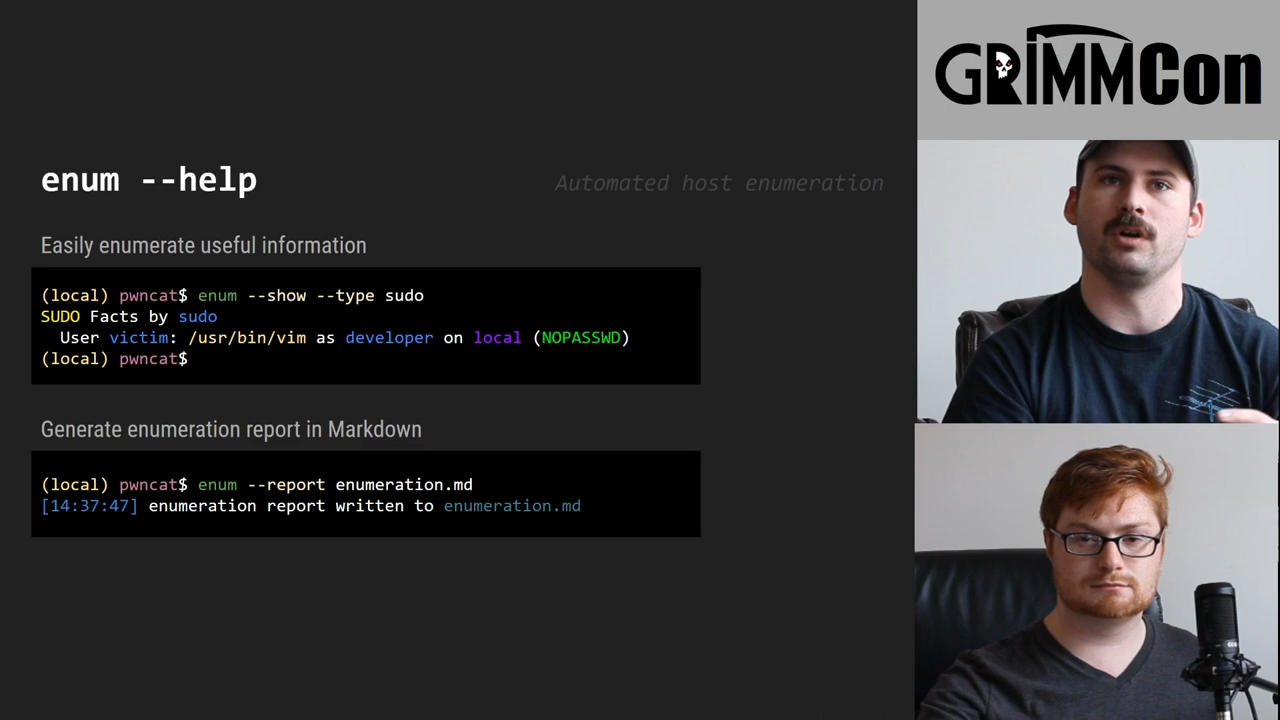 GRIMMCon
enum --help
Automated host enumeration
Easily enumerate useful information
(local) pwncat$ enum --show --type sudo
SUDO Facts by sudo
User victim: /usr/bin/vim as developer on local (NOPASSWD)
(local) pwncat$
Generate enumeration report in Markdown
(local) pwncat$ enum --report enumeration.md
[14:37:47] enumeration report written to enumeration.md